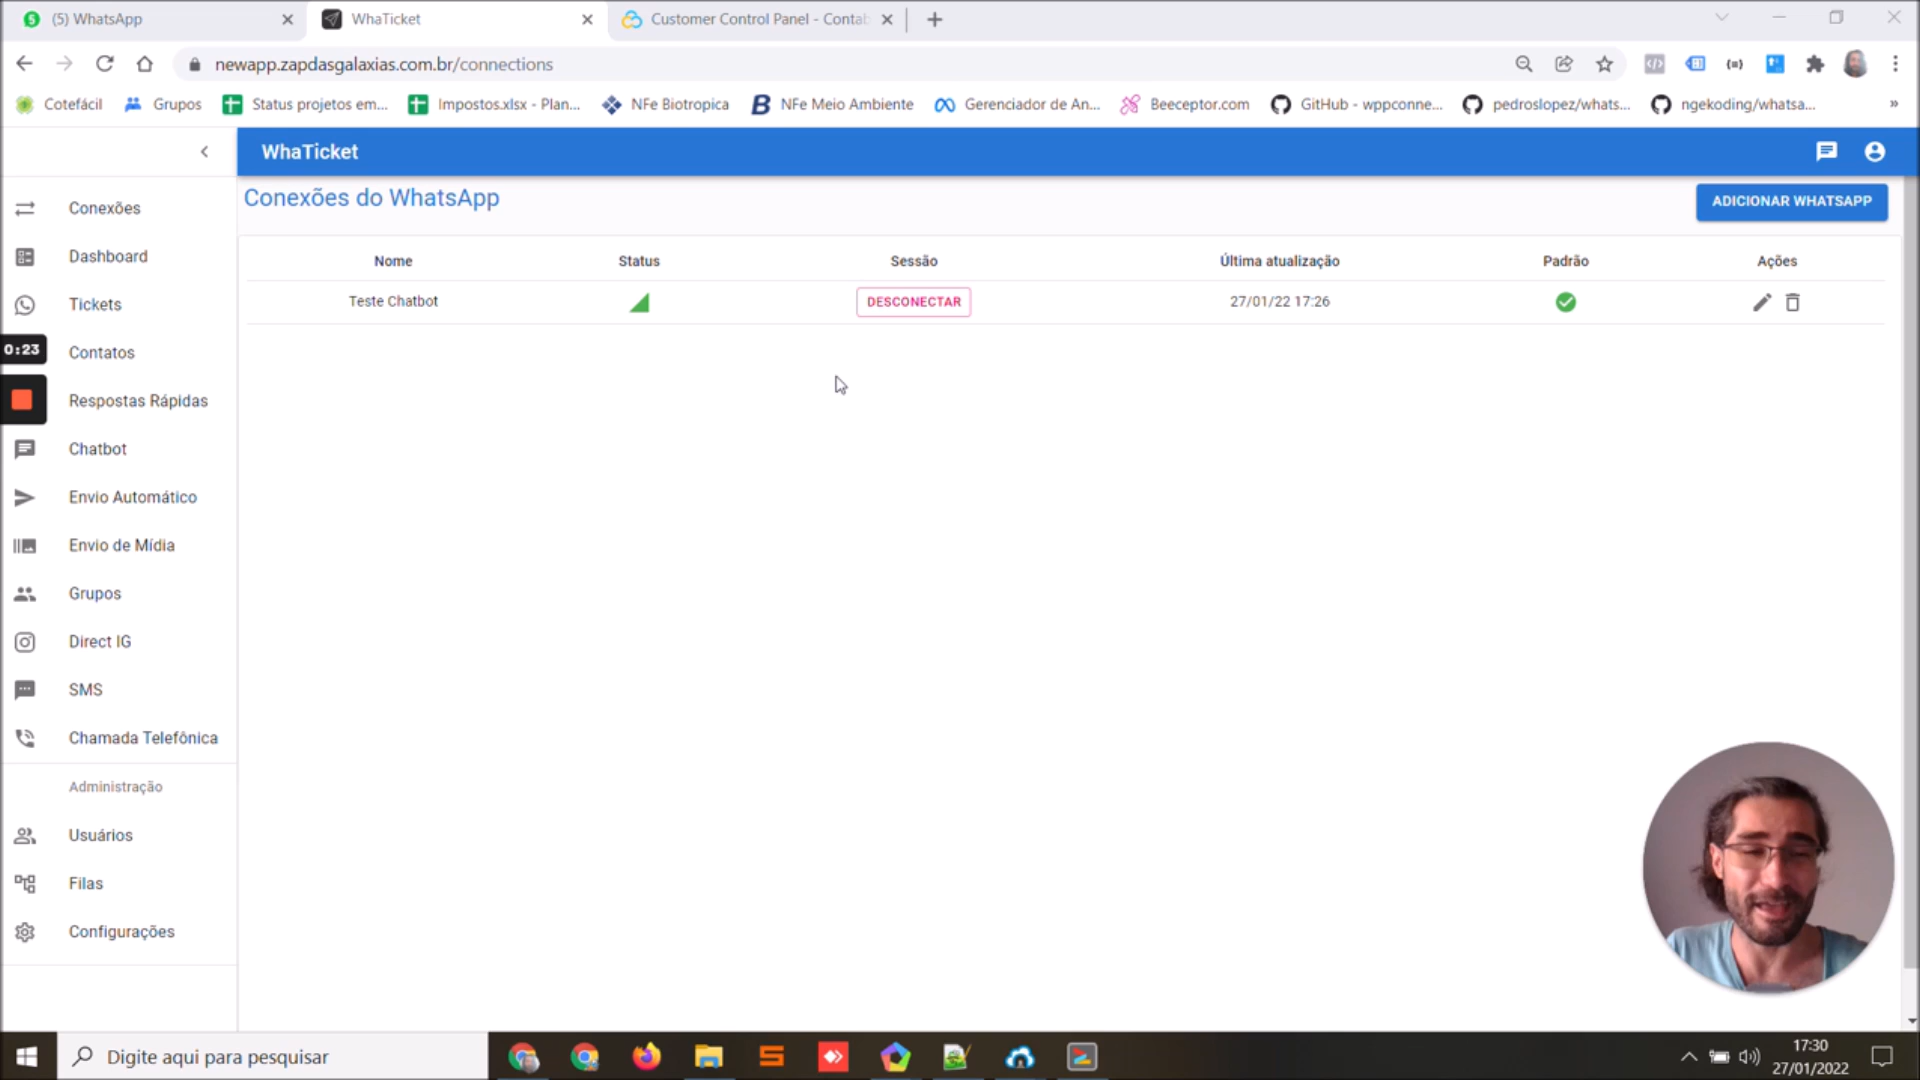 (5) WhatsApp
WhaTicket
Customer Control Panel - Contab
newapp.zapdasgalaxias.com.br/connections
Cotefácil
Grupos
Status projetos em...
Impostos.xlsx - Plan...
NFe Biotropica
NFe Meio Ambiente
Gerenciador de An...
Beeceptor.com
GitHub - wppconne...
pedroslopez/whats...
ngekoding/whatsa...
»
WhaTicket
Conexões do WhatsApp
ADICIONAR WHATSAPP
Nome
Status
Sessão
Última atualização
Padrão
Ações
Teste Chatbot
DESCONECTAR
27/01/22 17:26
Conexões
Dashboard
Tickets
0:23
Contatos
Respostas Rápidas
Chatbot
Envio Automático
Envio de Mídia
Grupos
Direct IG
SMS
Chamada Telefônica
Administração
Usuários
Filas
Configurações
Digite aqui para pesquisar
17:30
27/01/2022